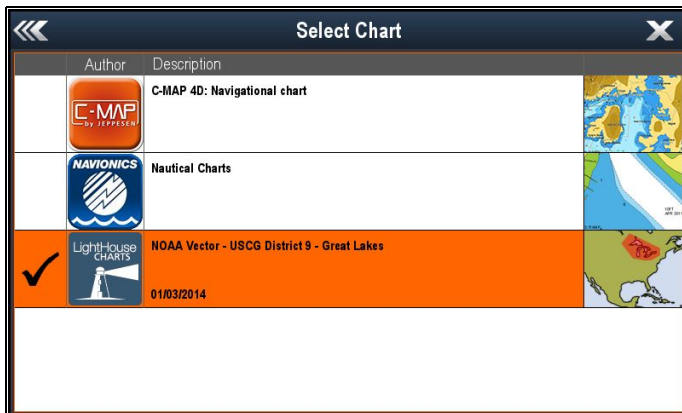 Select Chart
Author Description
C-MAP
by JEPPESEN
C-MAP 4D: Navigational chart
NAVIONICS
Nautical Charts
LightHouse
CHARTS
NOAA Vector - USCG District 9 - Great Lakes
01/03/2014